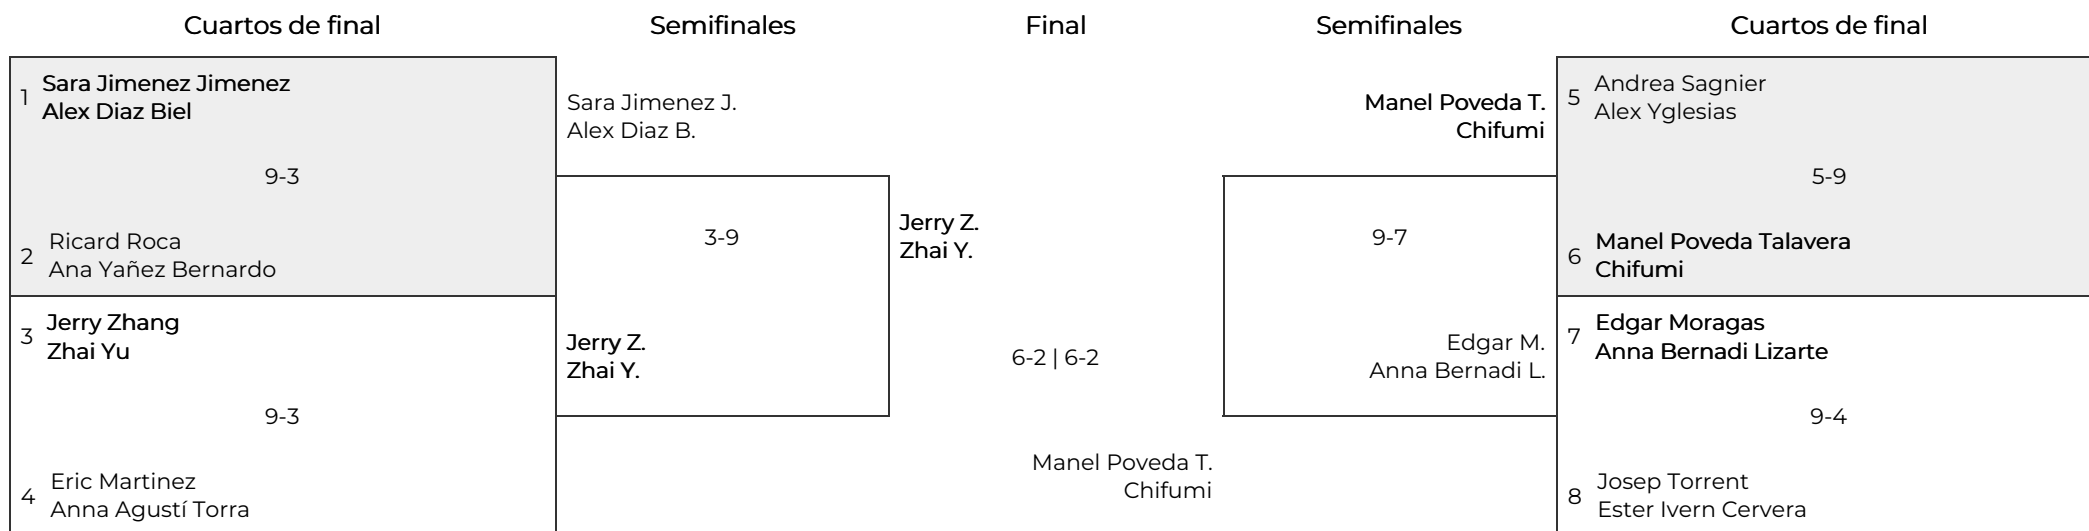 Cuartos de final
Semifinales
Final
Semifinales
Cuartos de final
1
Sara Jimenez Jimenez
Alex Diaz Biel
9-3
2
Ricard Roca
Ana Yañez Bernardo
3
Jerry Zhang
Zhai Yu
9-3
4
Eric Martinez
Anna Agustí Torra
Sara Jimenez J.
Alex Diaz B.
3-9
Jerry Z.
Zhai Y.
Jerry Z.
Zhai Y.
6-2 | 6-2
Manel Poveda T.
Chifumi
Manel Poveda T.
Chifumi
9-7
Edgar M.
Anna Bernadi L.
5
Andrea Sagnier
Alex Yglesias
5-9
6
Manel Poveda Talavera
Chifumi
7
Edgar Moragas
Anna Bernadi Lizarte
9-4
8
Josep Torrent
Ester Ivern Cervera